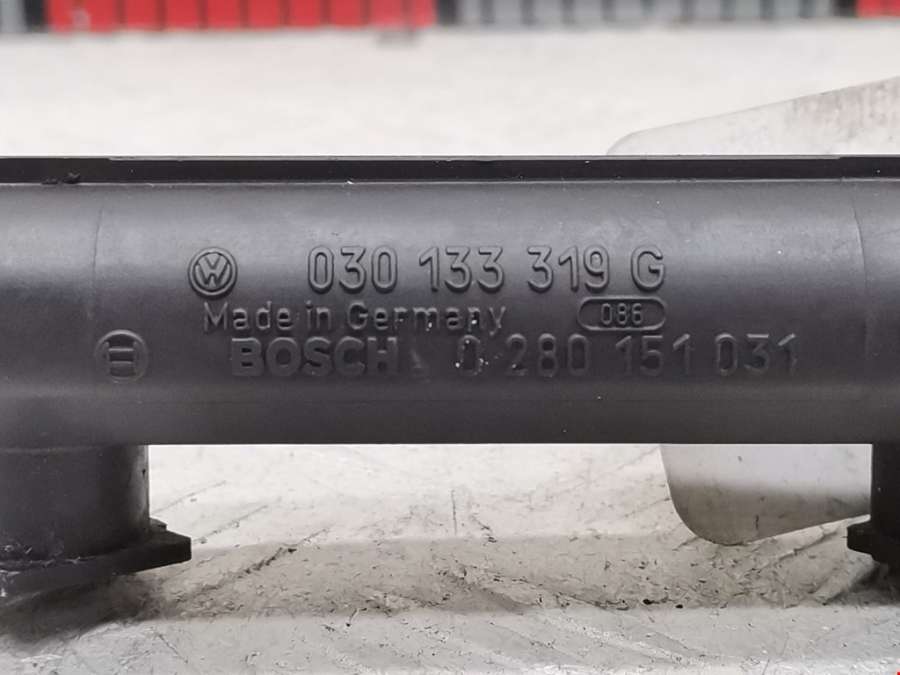 030 133 319 G
Made in Germany 086
BOSCH 0 280 151 031